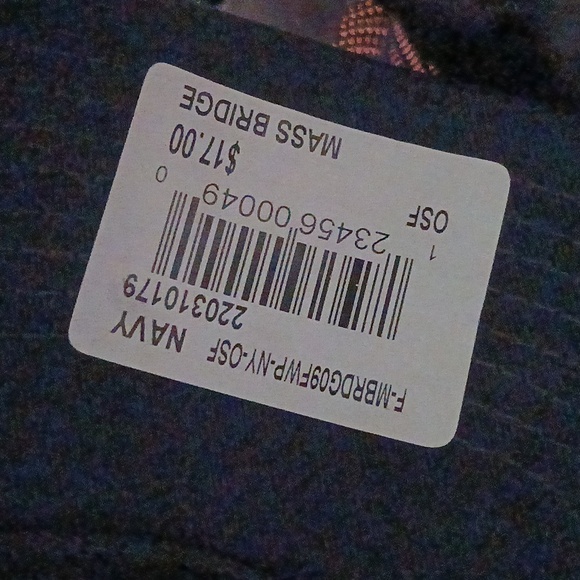 F-MBRDG09FWP-NY-OSF
220310179 NAVY
1 23456 00049 0
OSF $17.00
MASS BRIDGE